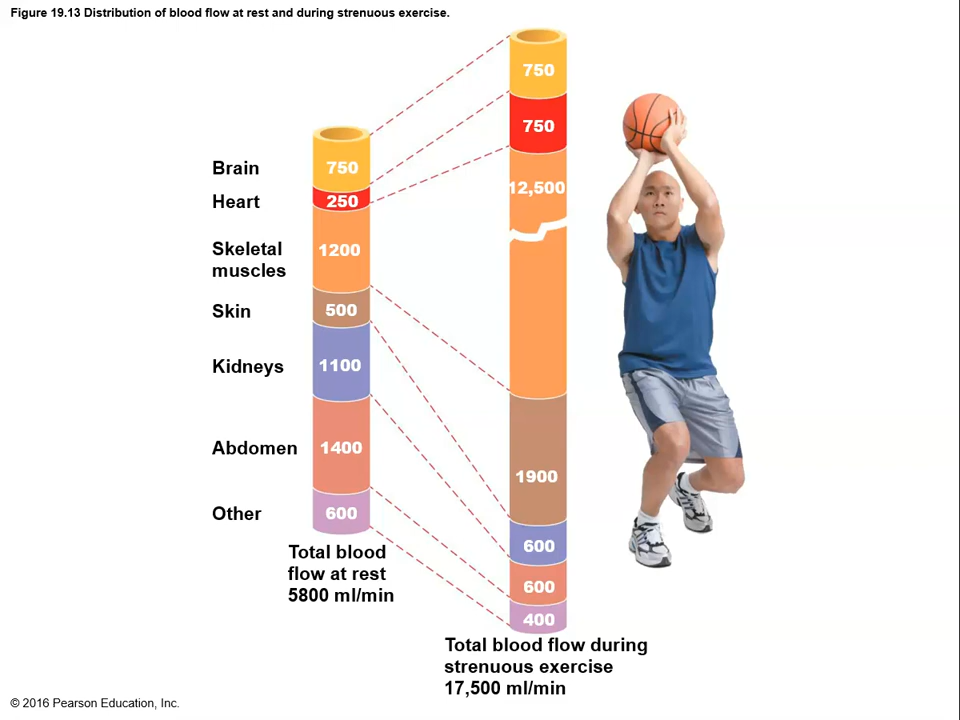 Figure 19.13 Distribution of blood flow at rest and during strenuous exercise.
750
750
12,500
Brain
750
Heart
250
Skeletal
muscles
1200
Skin
500
Kidneys
1100
Abdomen
1400
Other
600
1900
600
600
400
Total blood
flow at rest
5800 ml/min
Total blood flow during
strenuous exercise
17,500 ml/min
© 2016 Pearson Education, Inc.